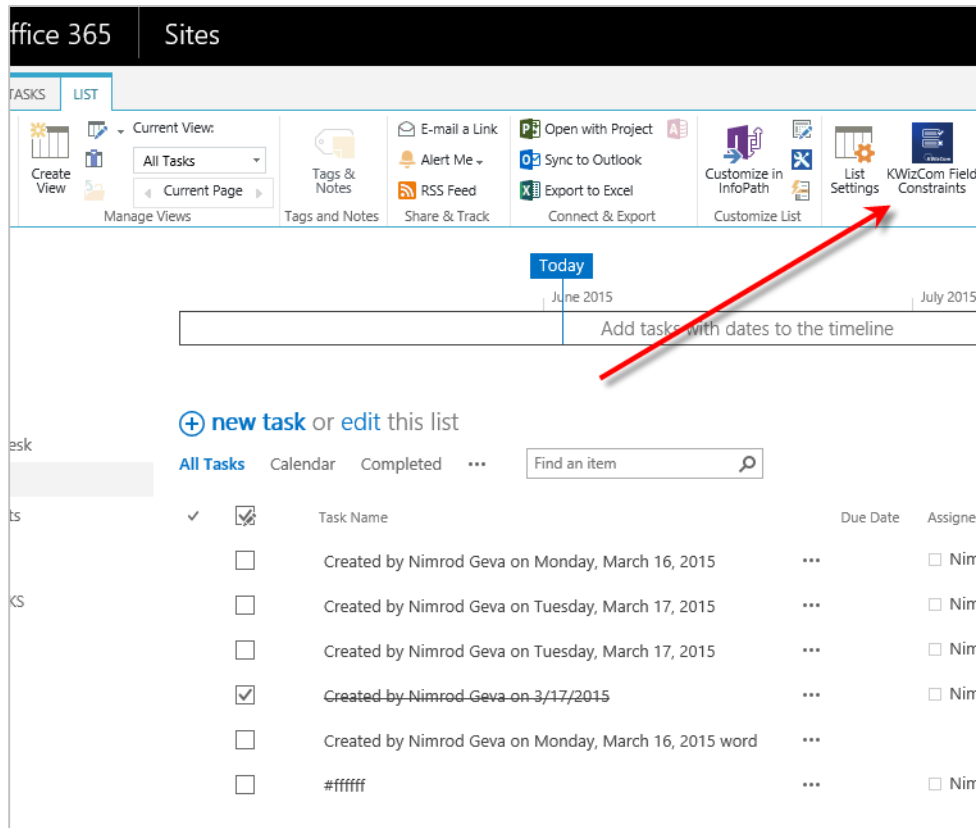 ffice 365 Sites
TASKS LIST
Create View
Current View:
All Tasks
Current Page
Manage Views
Tags & Notes
Tags and Notes
E-mail a Link
Alert Me
RSS Feed
Share & Track
Open with Project
Sync to Outlook
Export to Excel
Connect & Export
Customize in InfoPath
Customize List
List Settings
KWizCom Field Constraints
Today
June 2015
July 2015
Add tasks with dates to the timeline
new task or edit this list
esk
All Tasks Calendar Completed ••• Find an item
ts
Task Name Due Date Assigne
Created by Nimrod Geva on Monday, March 16, 2015 ••• Nim
KS
Created by Nimrod Geva on Tuesday, March 17, 2015 ••• Nim
Created by Nimrod Geva on Tuesday, March 17, 2015 ••• Nim
Created by Nimrod Geva on 3/17/2015 ••• Nim
Created by Nimrod Geva on Monday, March 16, 2015 word •••
#ffffff ••• Nim